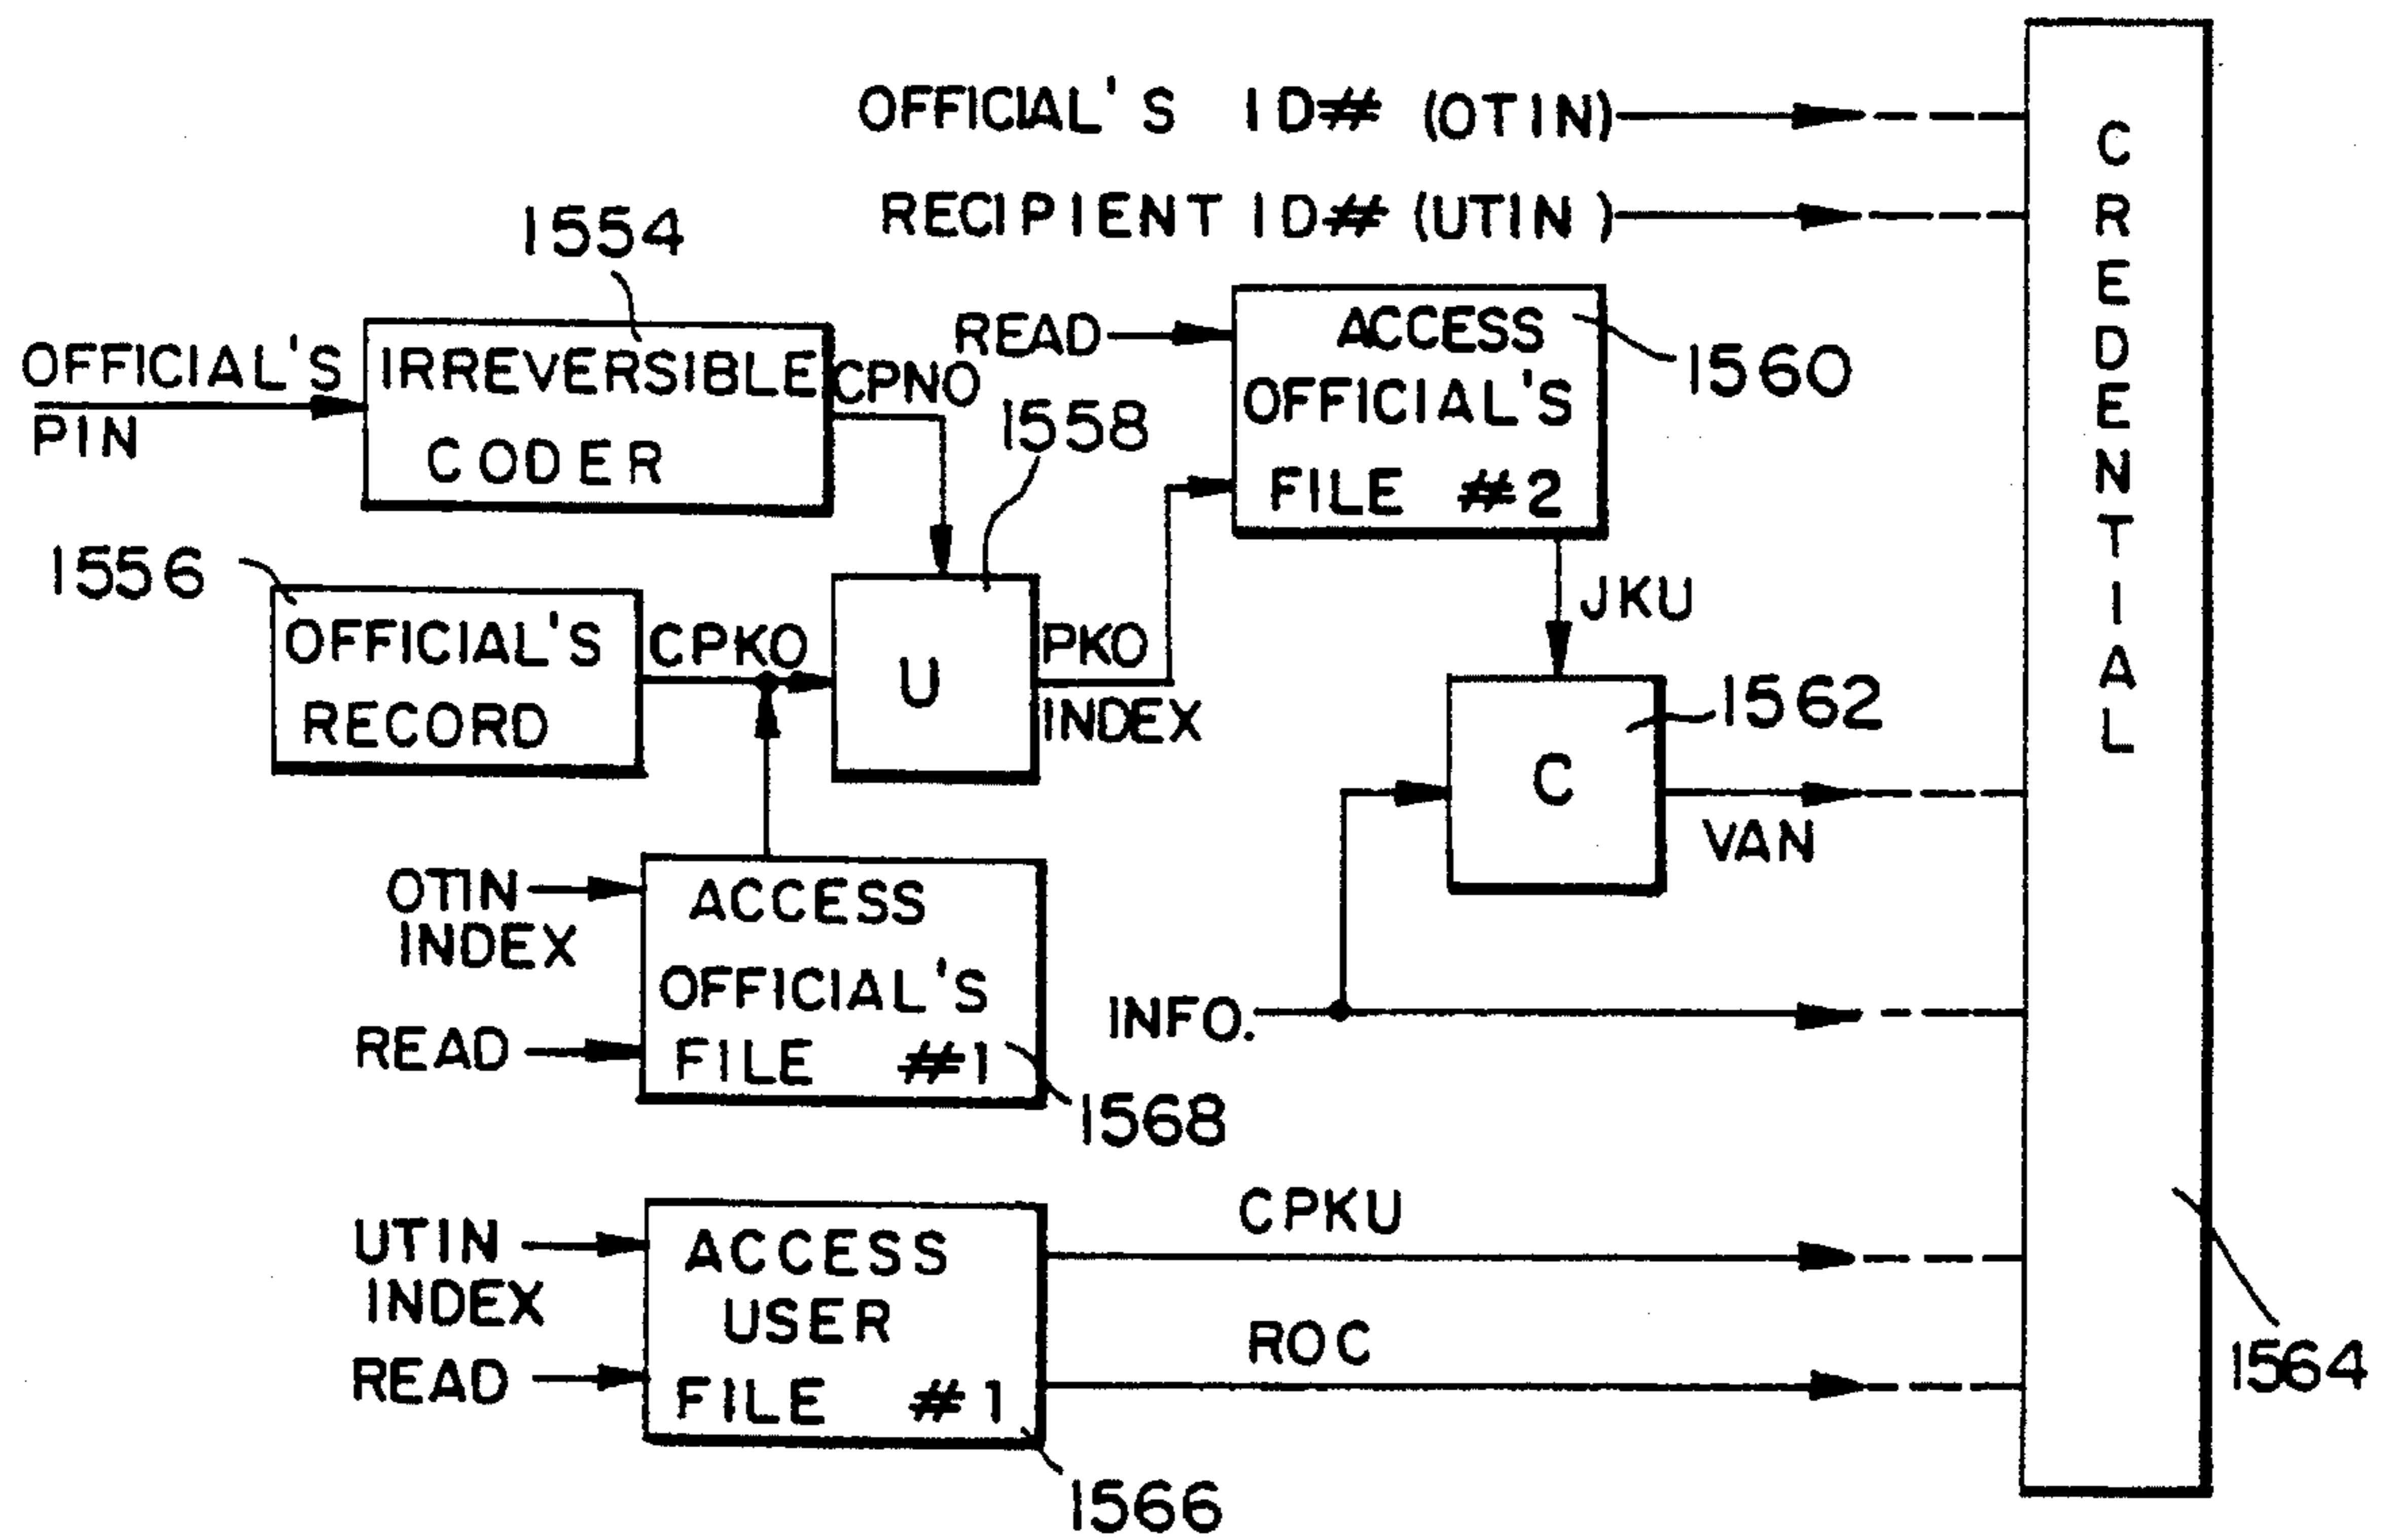 OFFICIAL'S ID# (OTIN)
RECIPIENT ID# (UTIN)
CREDENTIAL
1554
OFFICIAL'S
PIN
IRREVERSIBLE
CODER
CPNO
READ
ACCESS
OFFICIAL'S
FILE #2
1560
1558
1556
OFFICIAL'S
RECORD
CPKO
U
PKO
INDEX
JKU
C
1562
VAN
OTIN
INDEX
READ
ACCESS
OFFICIAL'S
FILE #1
1568
INFO.
UTIN
INDEX
READ
ACCESS
USER
FILE #1
1566
CPKU
ROC
1564